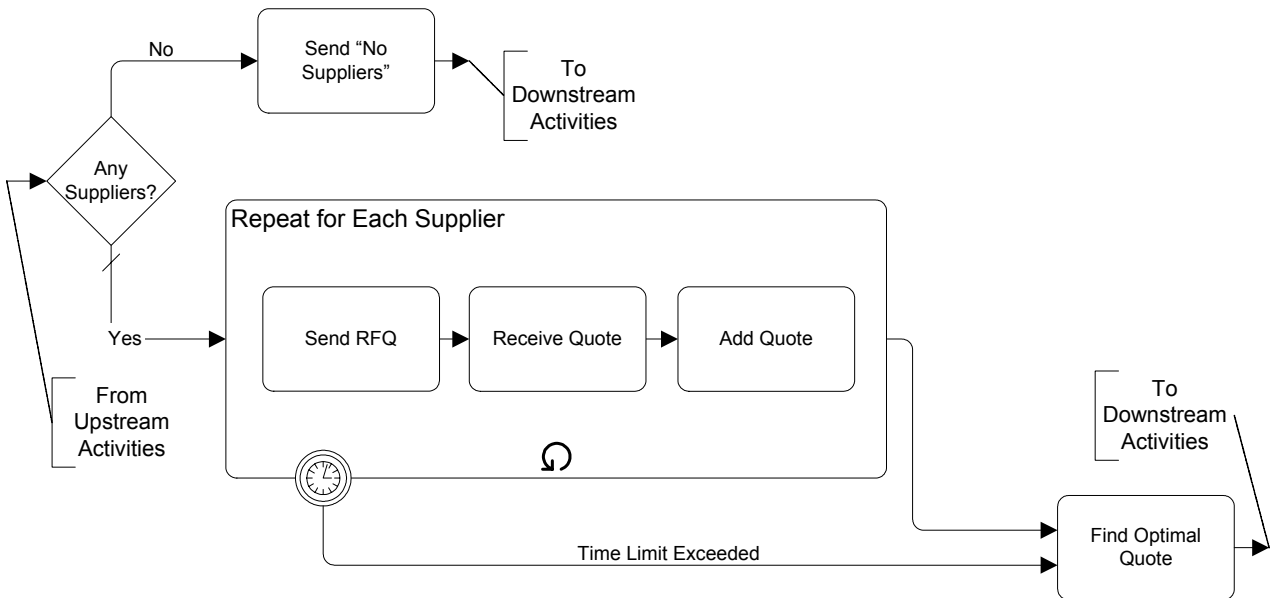 No
Send “No
Suppliers”
To
Downstream
Activities
Any
Suppliers?
Repeat for Each Supplier
Send RFQ
Receive Quote
Add Quote
Yes
From
Upstream
Activities
To
Downstream
Activities
Time Limit Exceeded
Find Optimal
Quote